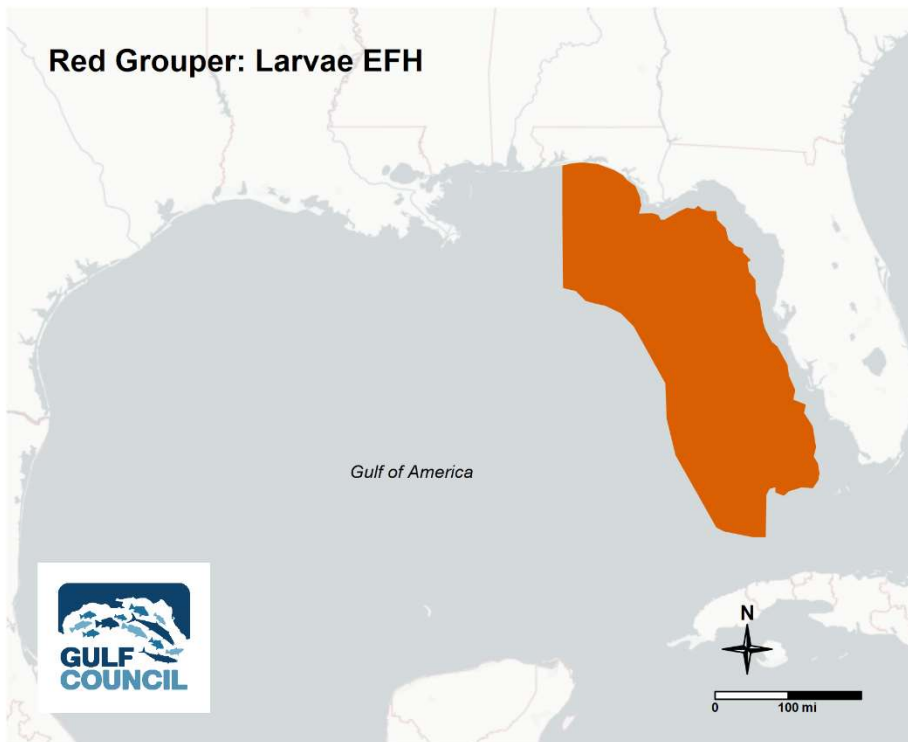 Red Grouper: Larvae EFH
Gulf of America
GULF
COUNCIL
N
0 100 mi